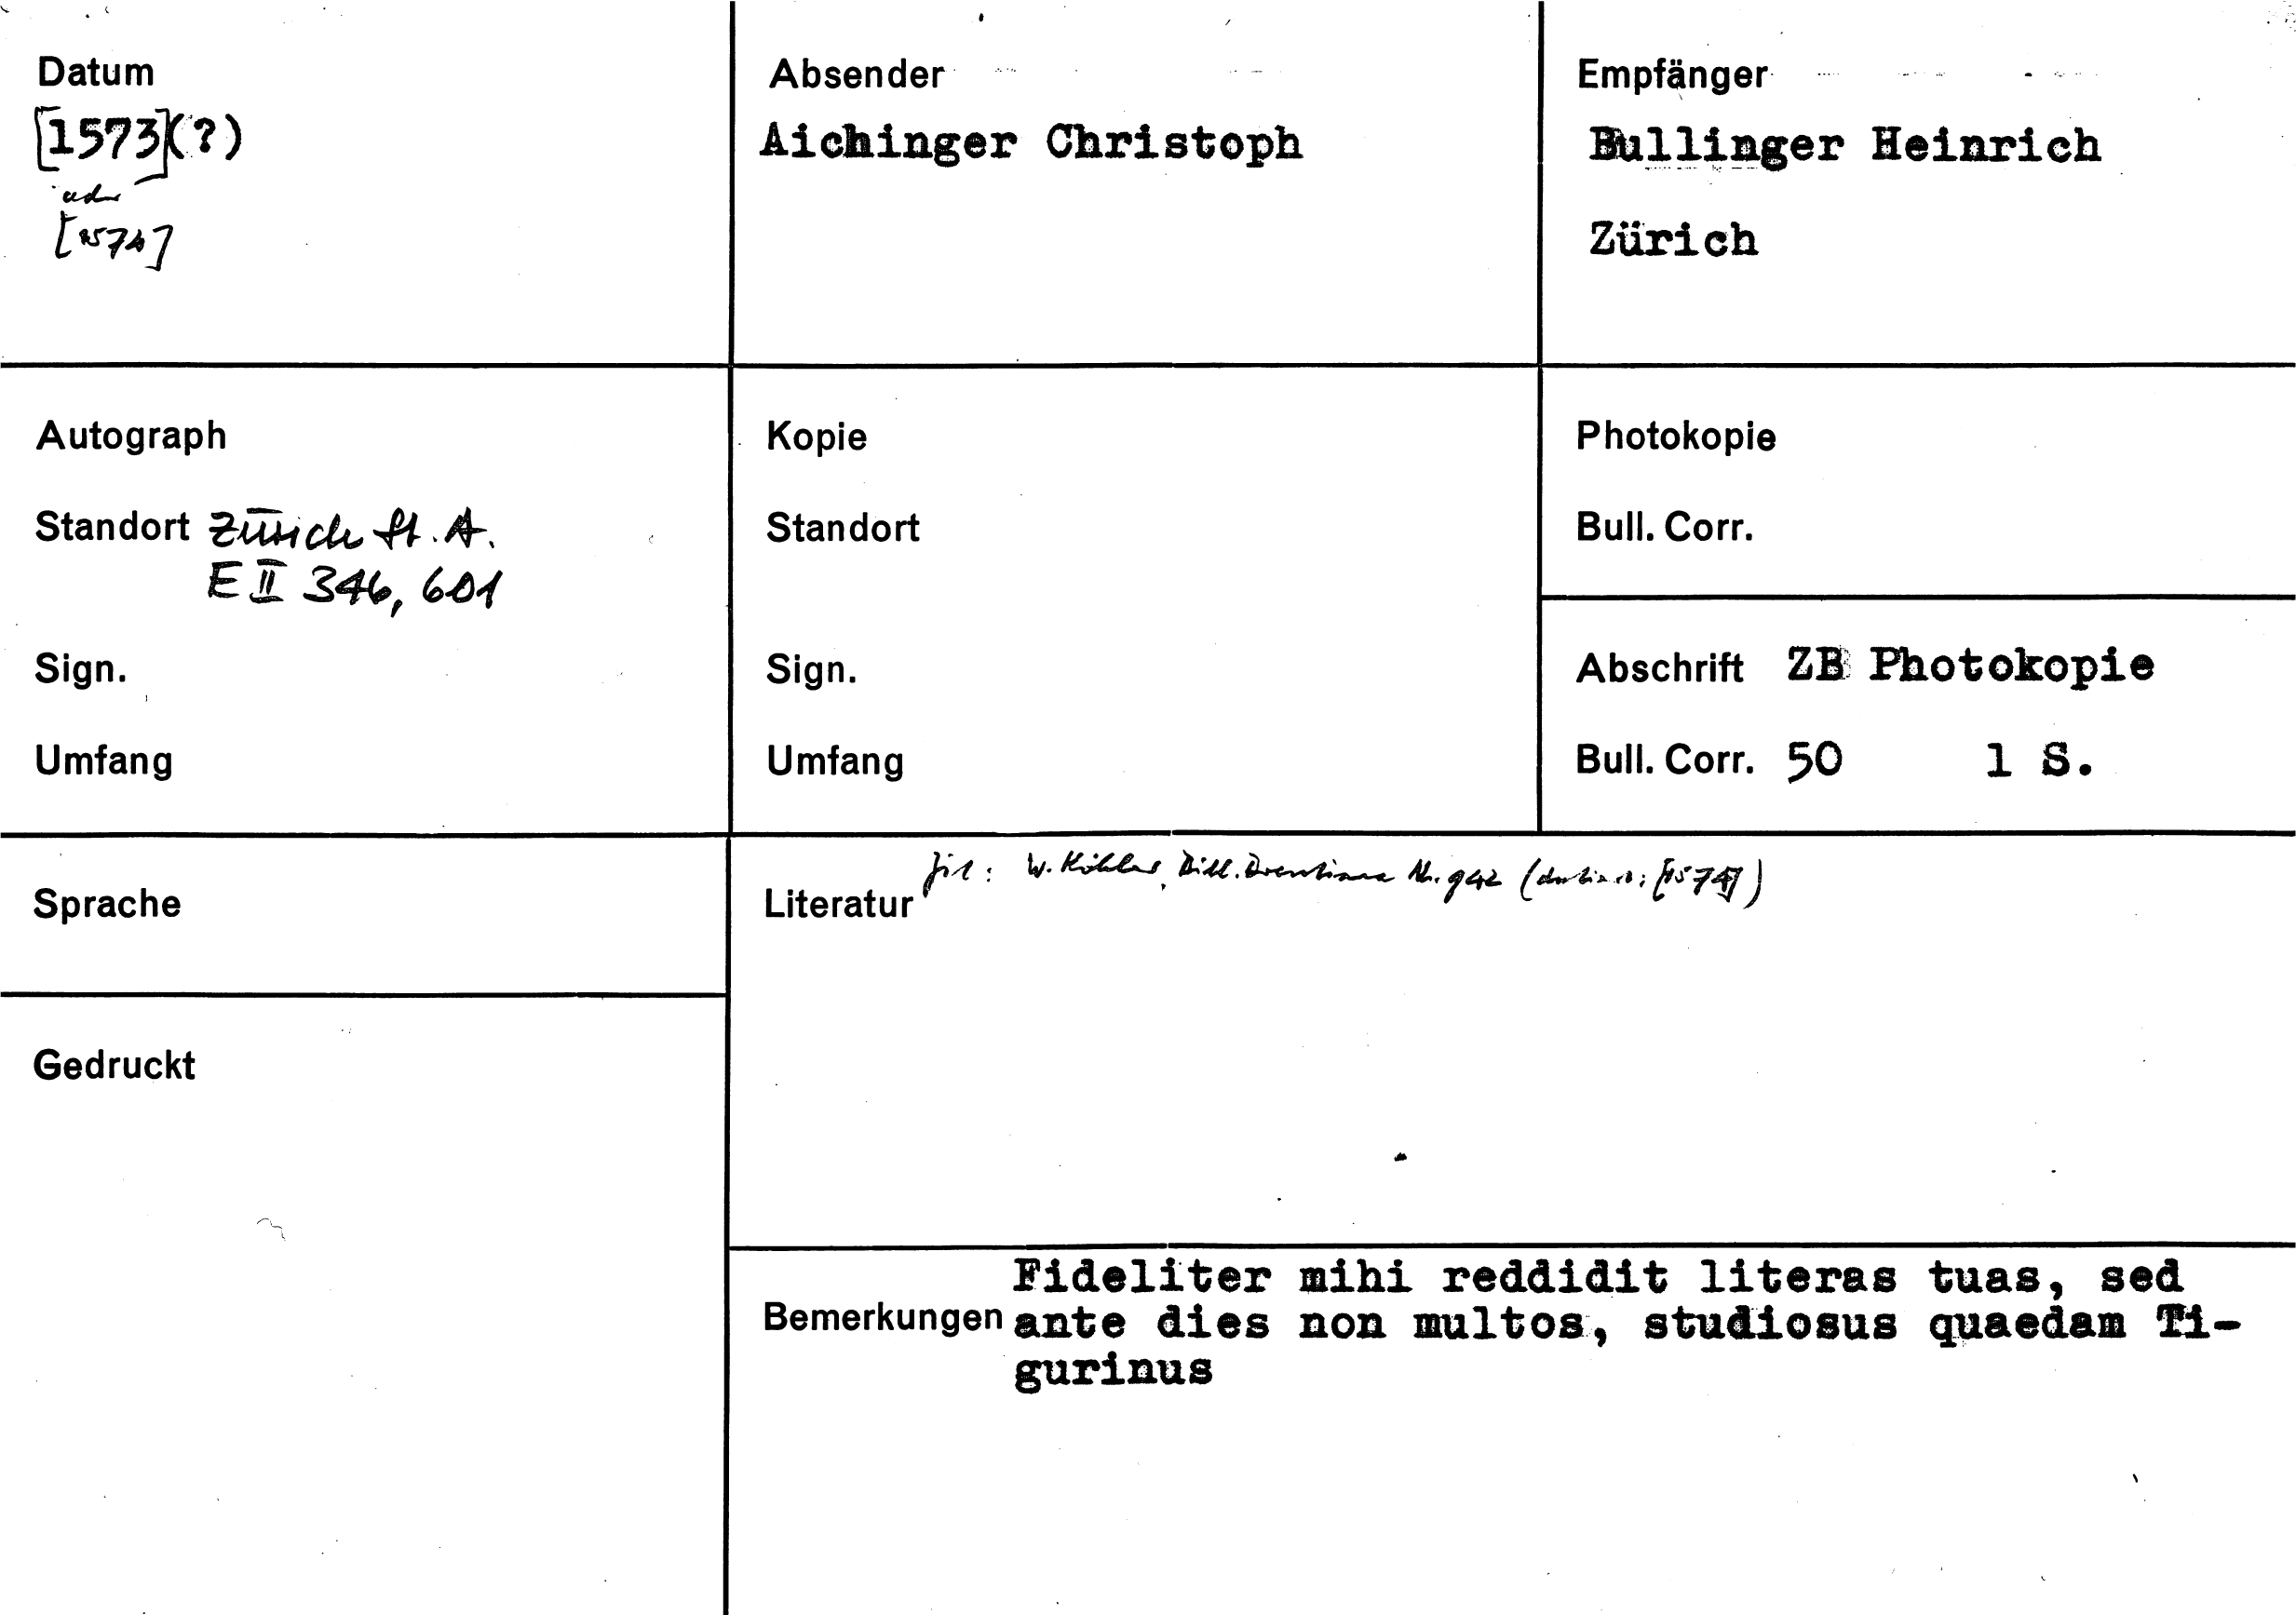 Datum
[1573](?)
oder
[1574]
Absender
Aichinger Christoph
Empfänger
Bullinger Heinrich
Zürich
Autograph
Standort Zürich St. A.
E II 346, 601
Sign.
Umfang
Kopie
Standort
Sign.
Umfang
Photokopie
Bull. Corr.
Abschrift ZB Photokopie
Bull. Corr. 50 1 S.
Sprache
Gedruckt
Literatur zit: W. Köhler, Bibl. Brentiana Nr. 942 (datiert: [1574])
Fideliter mihi reddidit literas tuas, sed
Bemerkungen ante dies non multos, studiosus quaedam Ti-
gurinus